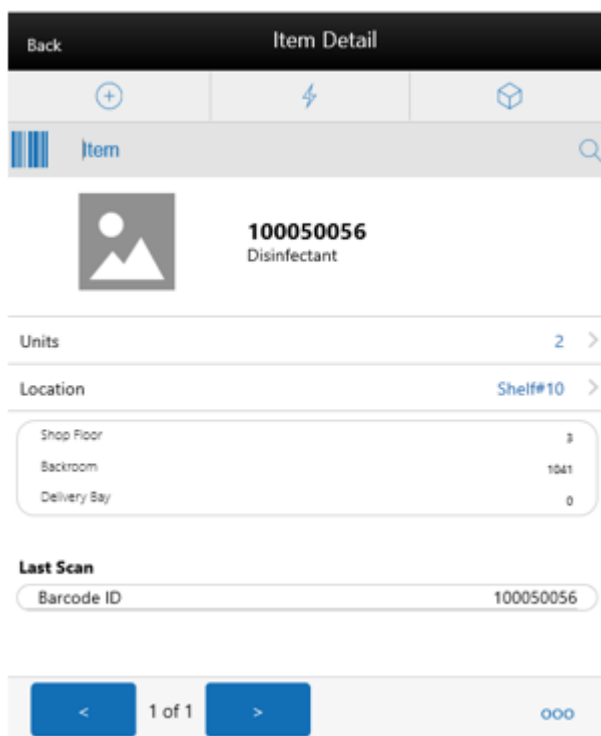 Back Item Detail
Item
100050056
Disinfectant
Units 2 >
Location Shelf#10 >
Shop Floor 3
Backroom 1041
Delivery Bay 0
Last Scan
Barcode ID 100050056
< 1 of 1 > ooo